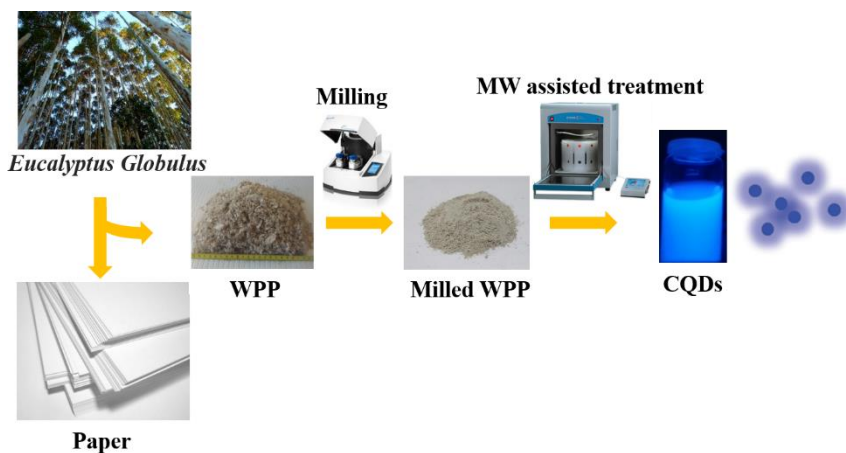 Eucalyptus Globulus
Milling
MW assisted treatment
WPP
Milled WPP
CQDs
Paper